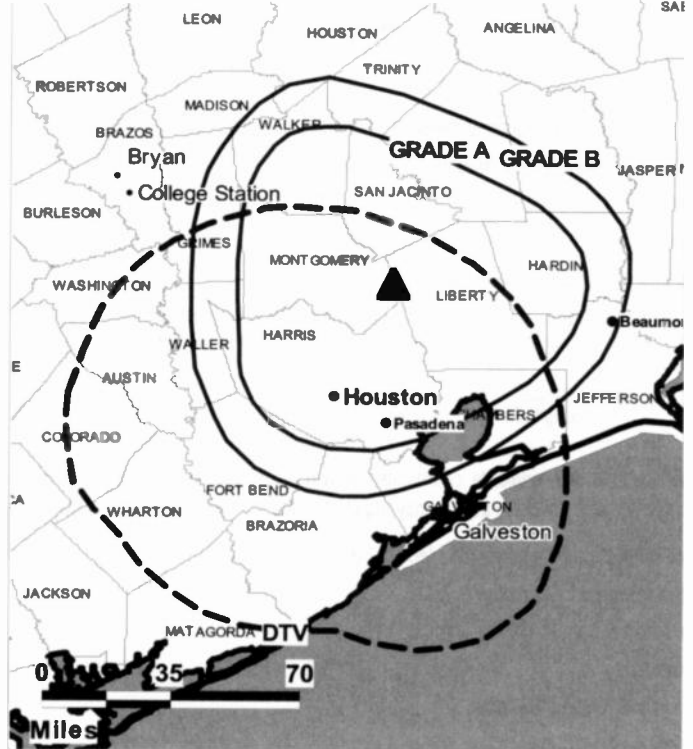 LEON
HOUSTON
ANGELINA
ROBERTSON
TRINITY
MADISON
BRAZOS
WALKER
GRADE A GRADE B
Bryan
JASPER
College Station
SAN JACINTO
BURLESON
GRIMES
MONTGOMERY
HARDIN
WASHINGTON
LIBERTY
Beaumon
HARRIS
WALLER
AUSTIN
Houston
JEFFERSON
Pasadena
COLORADO
FORT BEND
WHARTON
GALVESTON
BRAZORIA
Galveston
JACKSON
MATAGORDA DTV
0 35 70
Miles